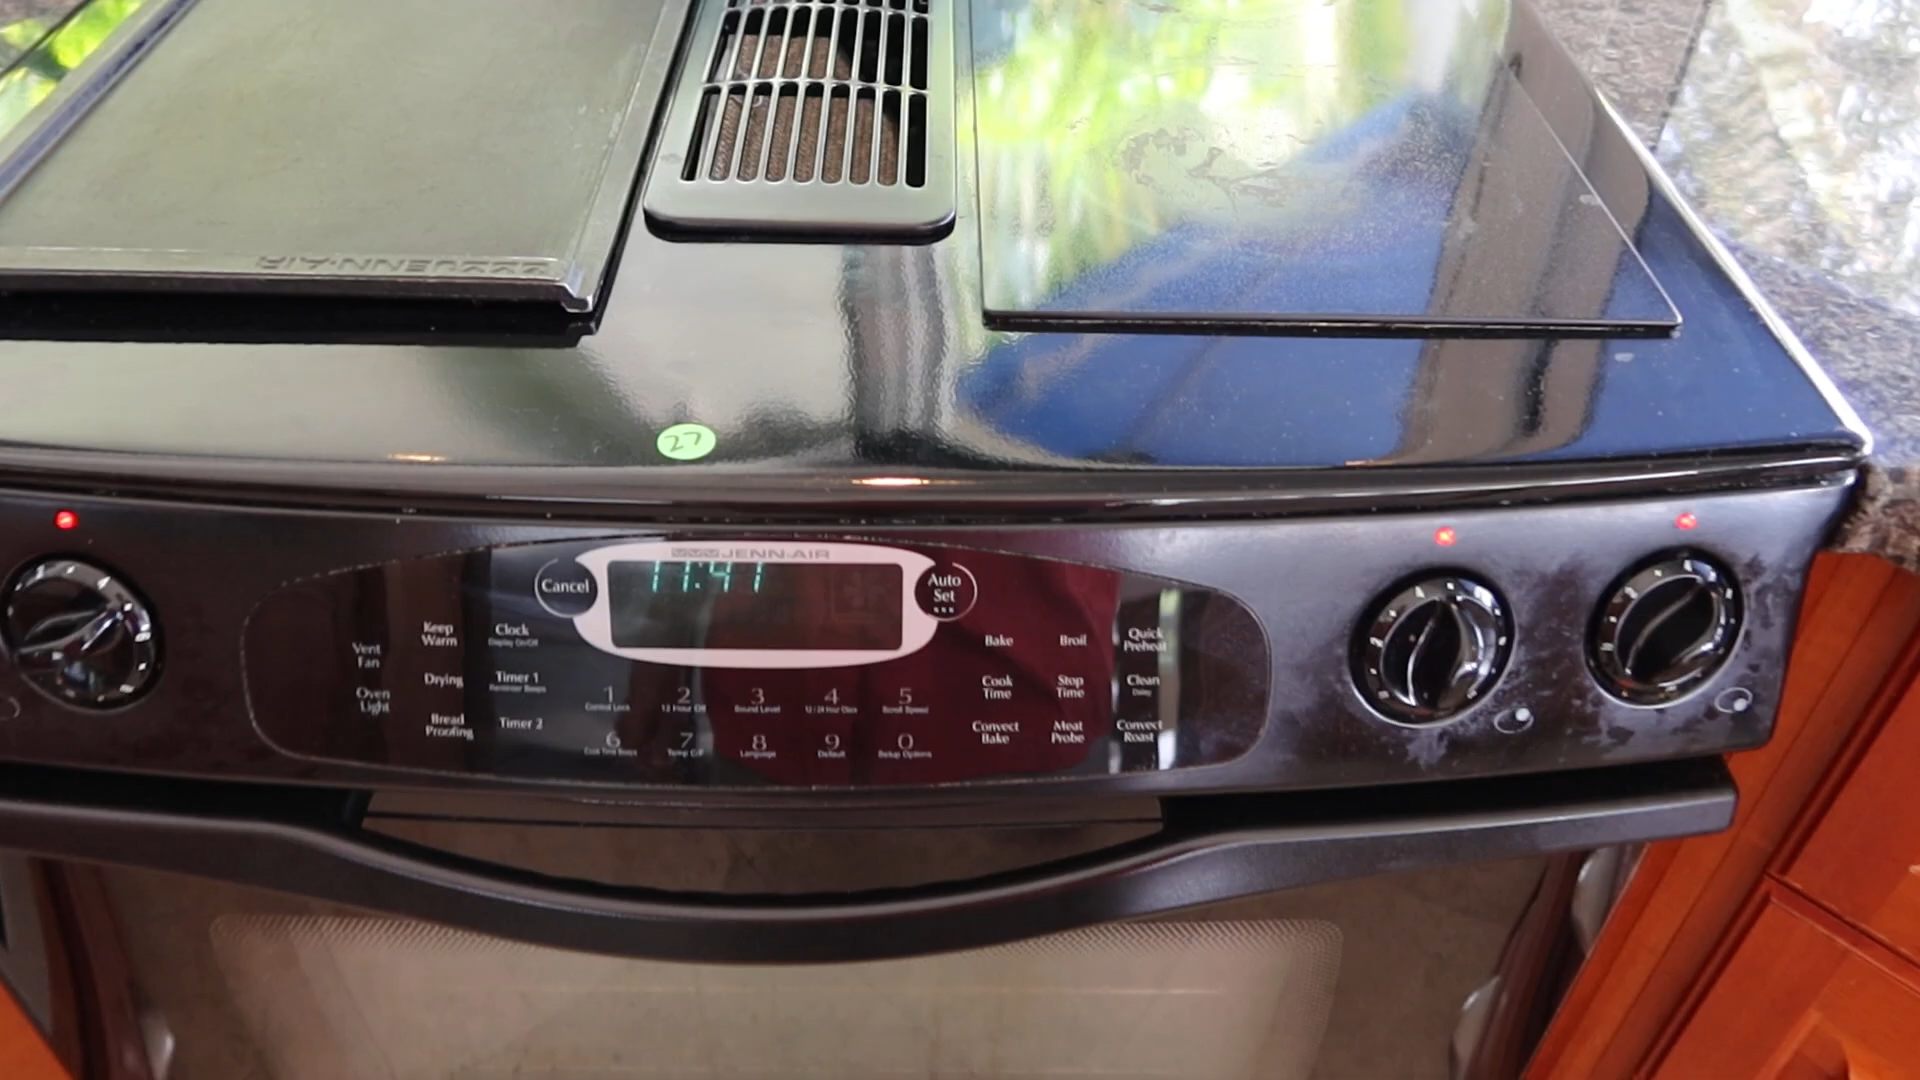 JENN-AIR
27
JENN-AIR
11:41
Cancel
Auto
Set
Vent
Fan
Oven
Light
Keep
Warm
Drying
Bread
Proofing
Clock
Display On/Off
Timer 1
Reminder Beeps
Timer 2
1 2 3 4 5
Control Lock 12 Hour Off Sound Level 12/24 Hour Clock Scroll Speed
6 7 8 9 0
Cook Time Beeps Temp C/F Language Default Setup Options
Bake
Broil
Quick
Preheat
Cook
Time
Stop
Time
Clean
Delay
Convect
Bake
Meat
Probe
Convect
Roast